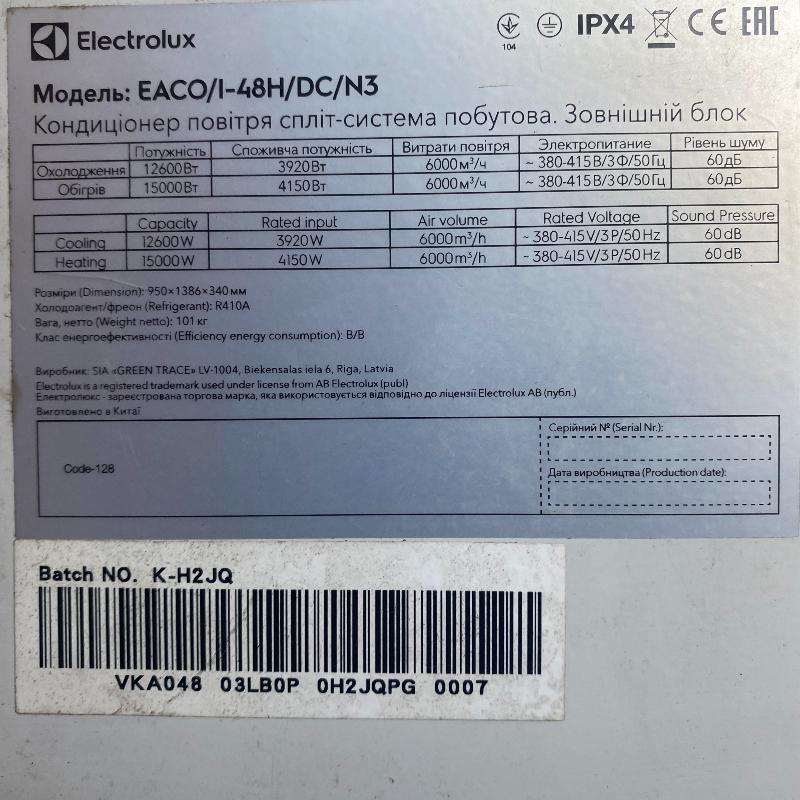 Electrolux
104
IPX4 CE EAC
Модель: EACO/I-48H/DC/N3
Кондиціонер повітря спліт-система побутова. Зовнішній блок
Потужність Споживча потужність Витрати повітря Электропитание Рівень шуму
Охолодження 12600Вт 3920Вт 6000м³/ч ~ 380-415В/3Ф/50Гц 60дБ
Обігрів 15000Вт 4150Вт 6000м³/ч ~ 380-415В/3Ф/50Гц 60дБ
Capacity Rated input Air volume Rated Voltage Sound Pressure
Cooling 12600W 3920W 6000m³/h ~ 380-415V/3P/50Hz 60dB
Heating 15000W 4150W 6000m³/h ~ 380-415V/3P/50Hz 60dB
Розміри (Dimension): 950×1386×340мм
Холодоагент/фреон (Refrigerant): R410A
Вага, нетто (Weight netto): 101 кг
Клас енергоефективності (Efficiency energy consumption): B/B
Виробник: SIA «GREEN TRACE» LV-1004, Biekensalas iela 6, Riga, Latvia
Electrolux is a registered trademark used under license from AB Electrolux (publ)
Електролюкс - зареєстрована торгова марка, яка використовується відповідно до ліцензії Electrolux AB (публ.)
Виготовлено в Китаї
Code-128
Серійний № (Serial Nr.):
Дата виробництва (Production date):
Batch NO. K-H2JQ
VKA048 03LB0P 0H2JQPG 0007